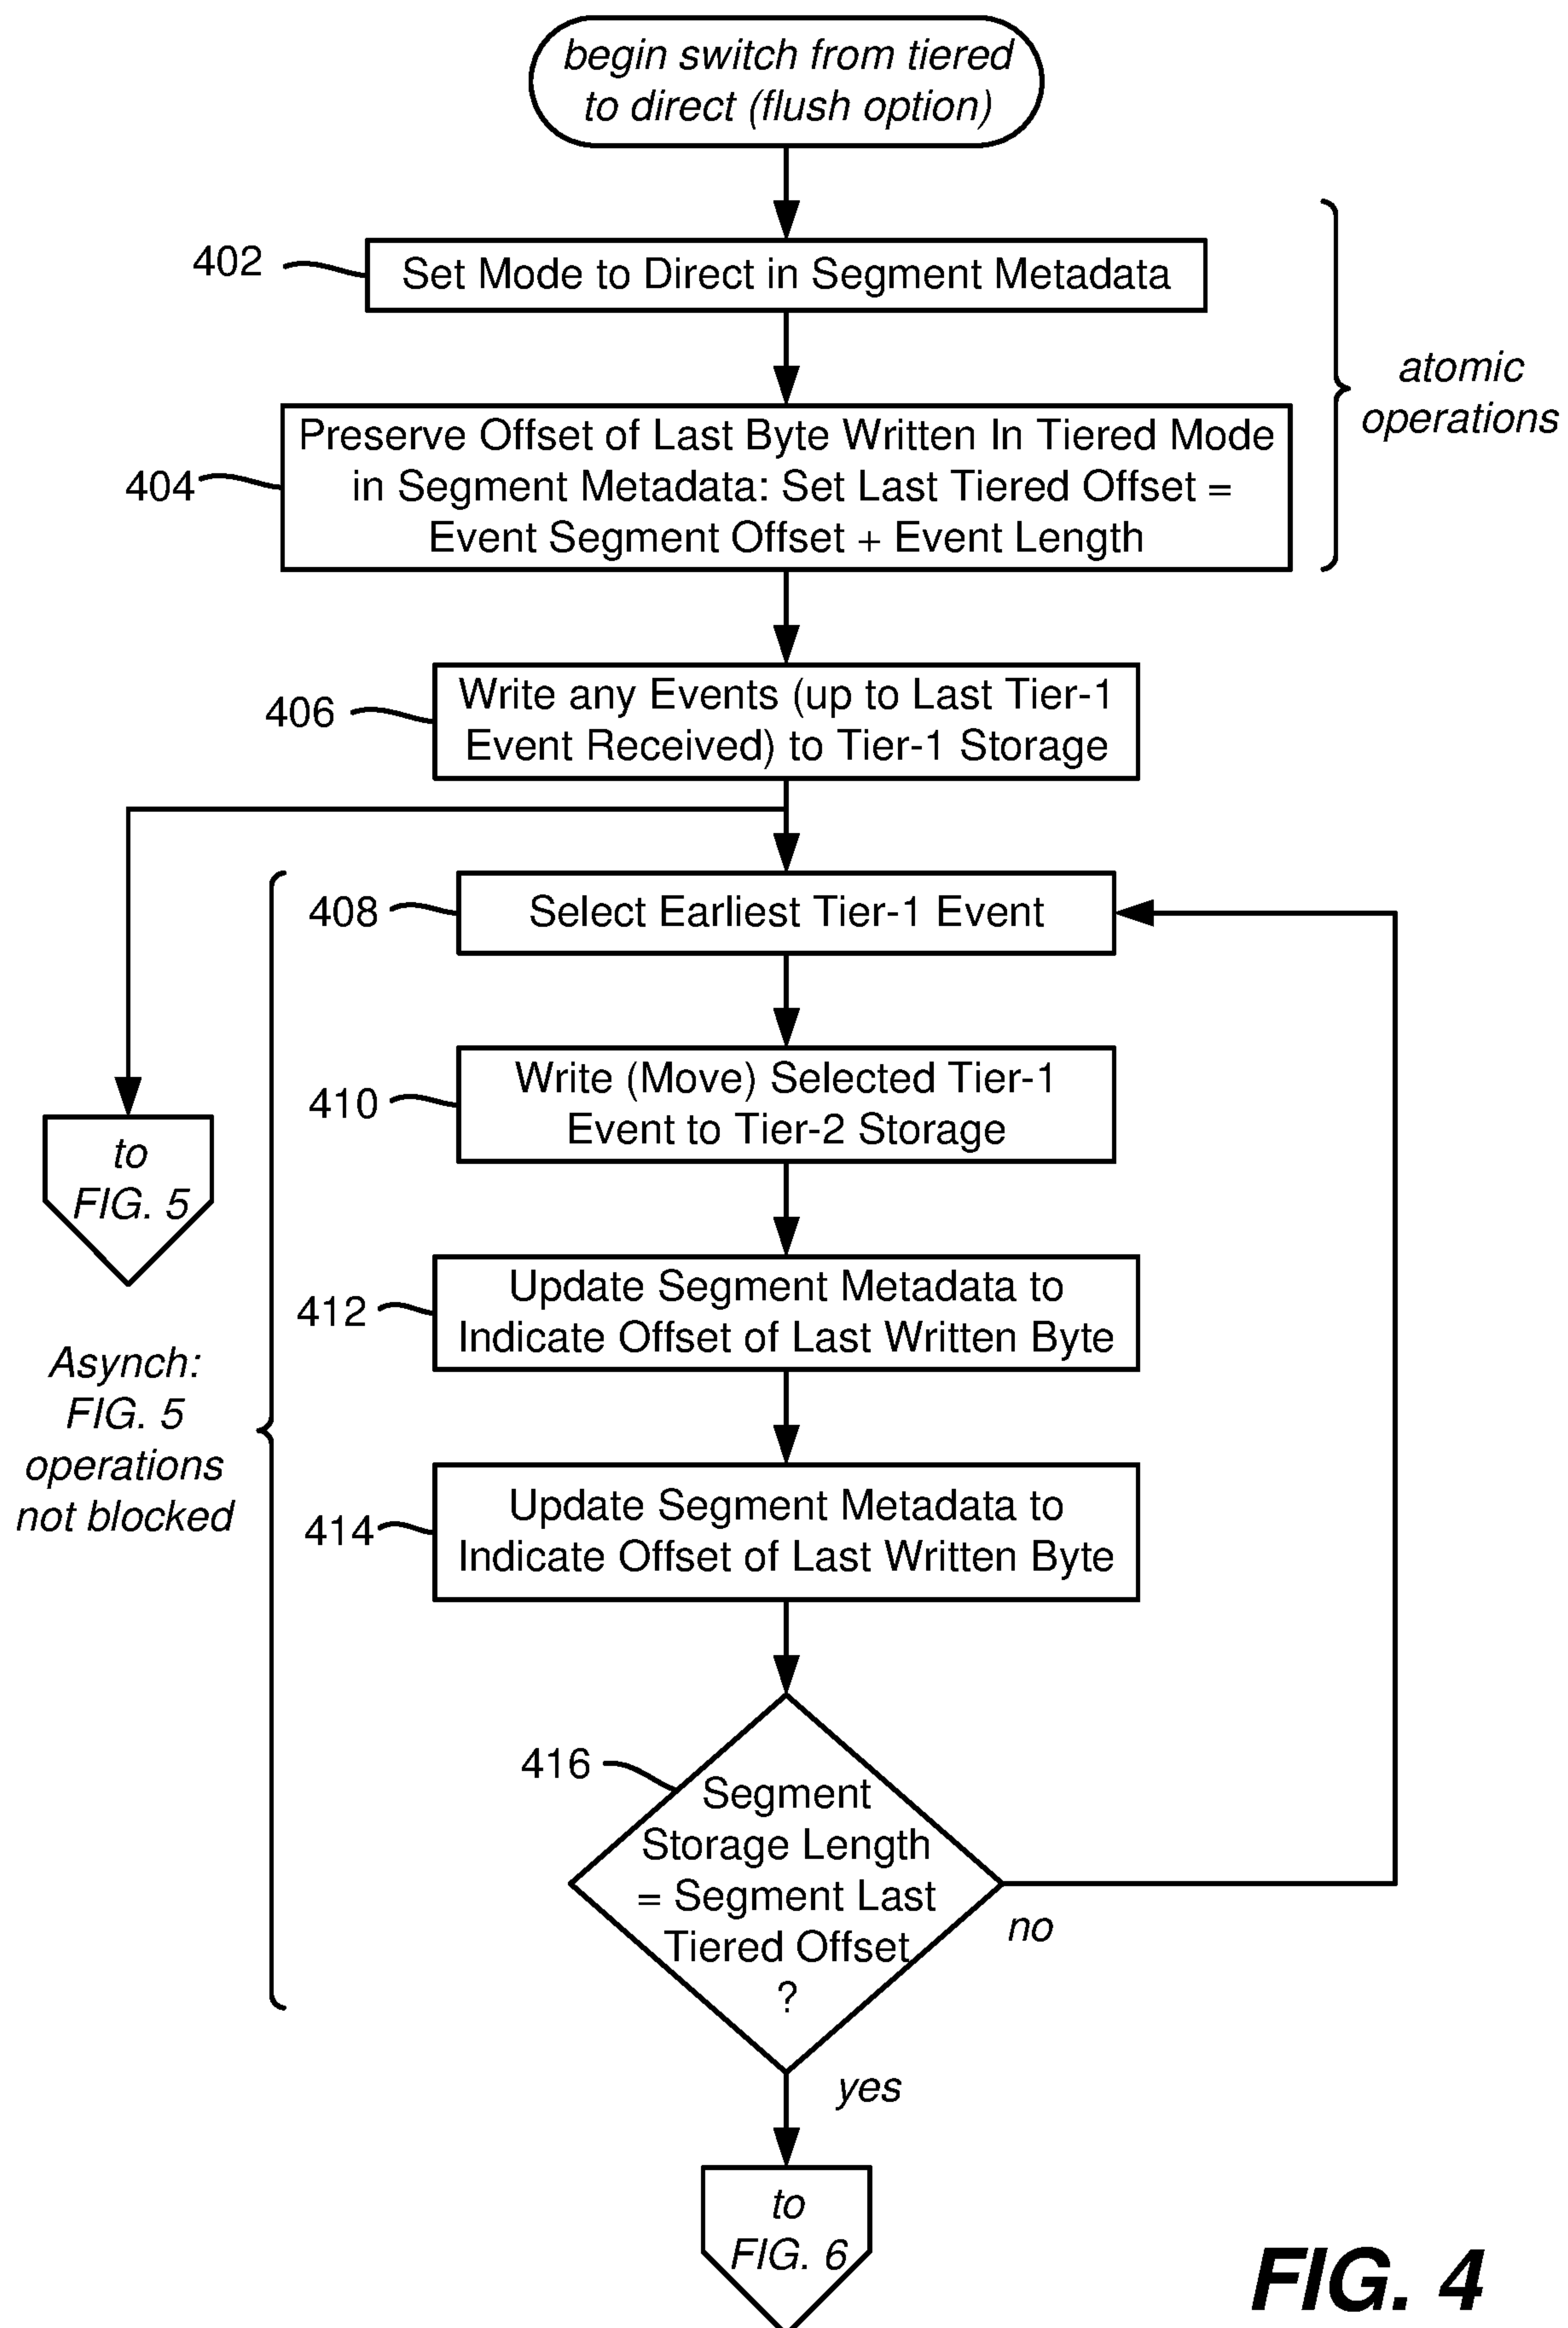 begin switch from tiered
to direct (flush option)
402
Set Mode to Direct in Segment Metadata
atomic
operations
404
Preserve Offset of Last Byte Written In Tiered Mode
in Segment Metadata: Set Last Tiered Offset =
Event Segment Offset + Event Length
406
Write any Events (up to Last Tier-1
Event Received) to Tier-1 Storage
408
Select Earliest Tier-1 Event
410
Write (Move) Selected Tier-1
Event to Tier-2 Storage
to
FIG. 5
412
Update Segment Metadata to
Indicate Offset of Last Written Byte
Asynch:
FIG. 5
operations
not blocked
414
Update Segment Metadata to
Indicate Offset of Last Written Byte
416
Segment
Storage Length
= Segment Last
Tiered Offset
?
no
yes
to
FIG. 6
FIG. 4